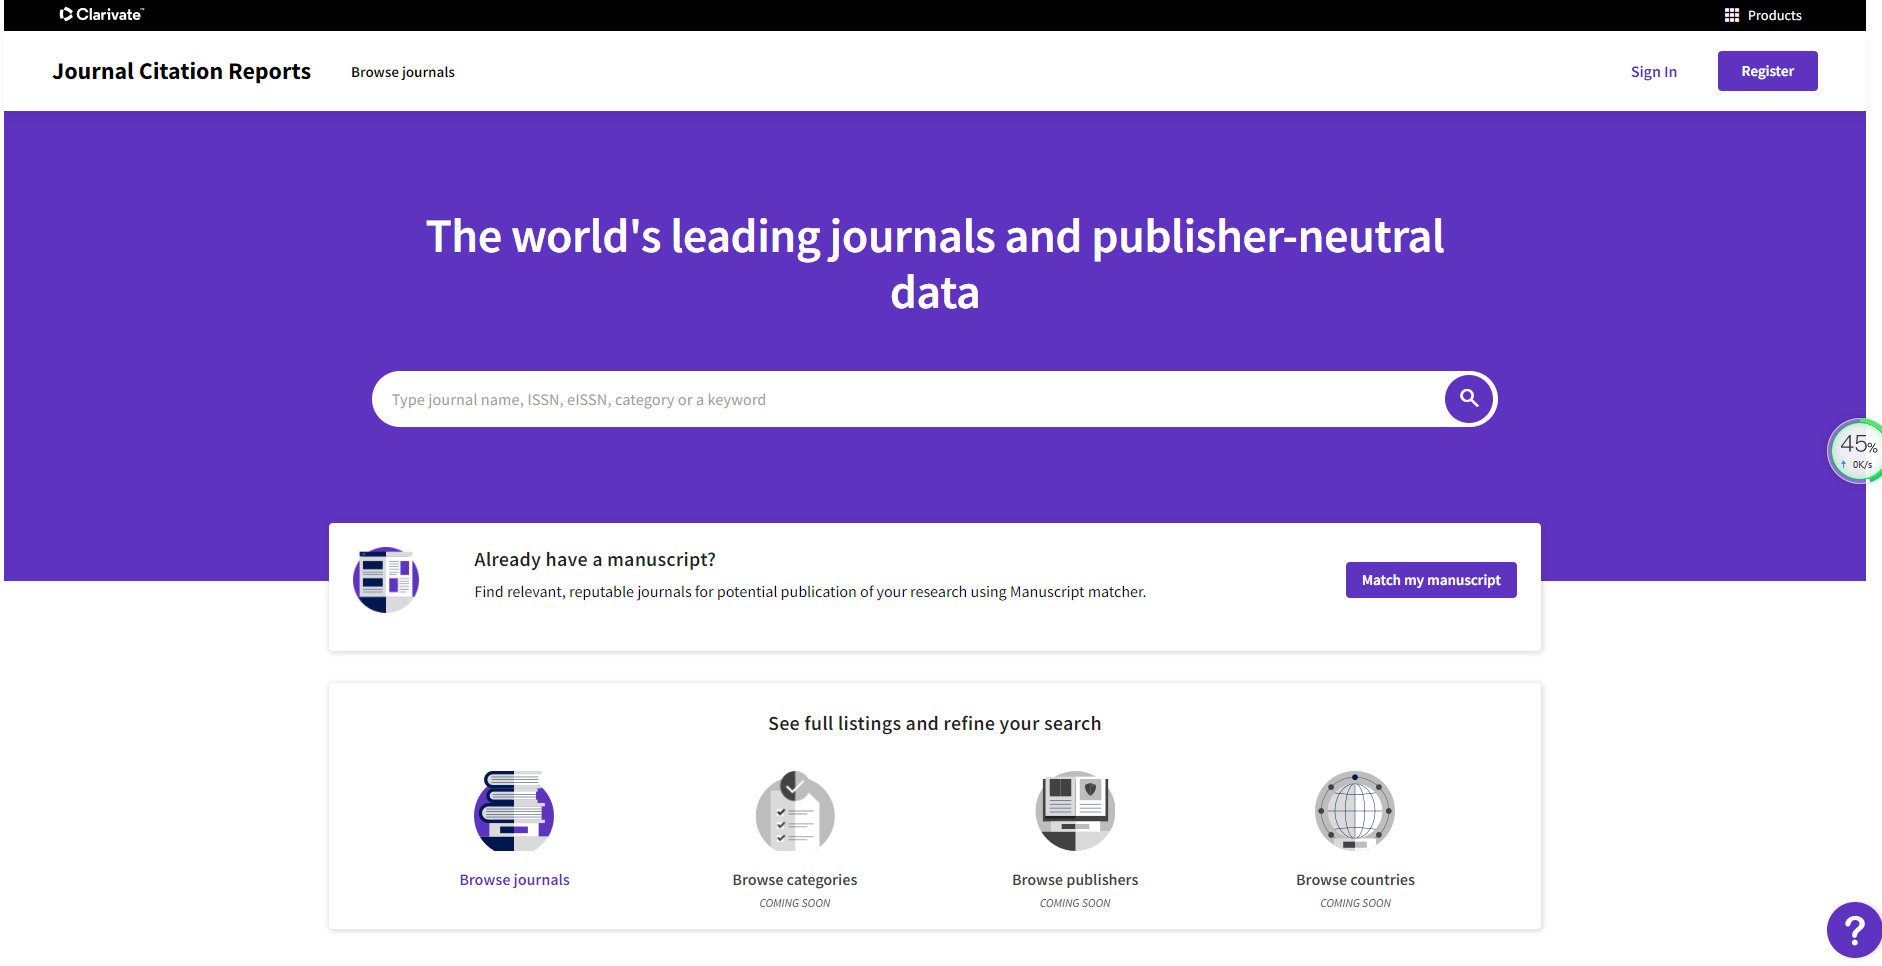 Clarivate™
Products
Journal Citation Reports
Browse journals
Sign In
Register
The world's leading journals and publisher-neutral
data
Type journal name, ISSN, eISSN, category or a keyword
45%
↑ 0K/s
Already have a manuscript?
Find relevant, reputable journals for potential publication of your research using Manuscript matcher.
Match my manuscript
See full listings and refine your search
Browse journals
Browse categories
COMING SOON
Browse publishers
COMING SOON
Browse countries
COMING SOON
?